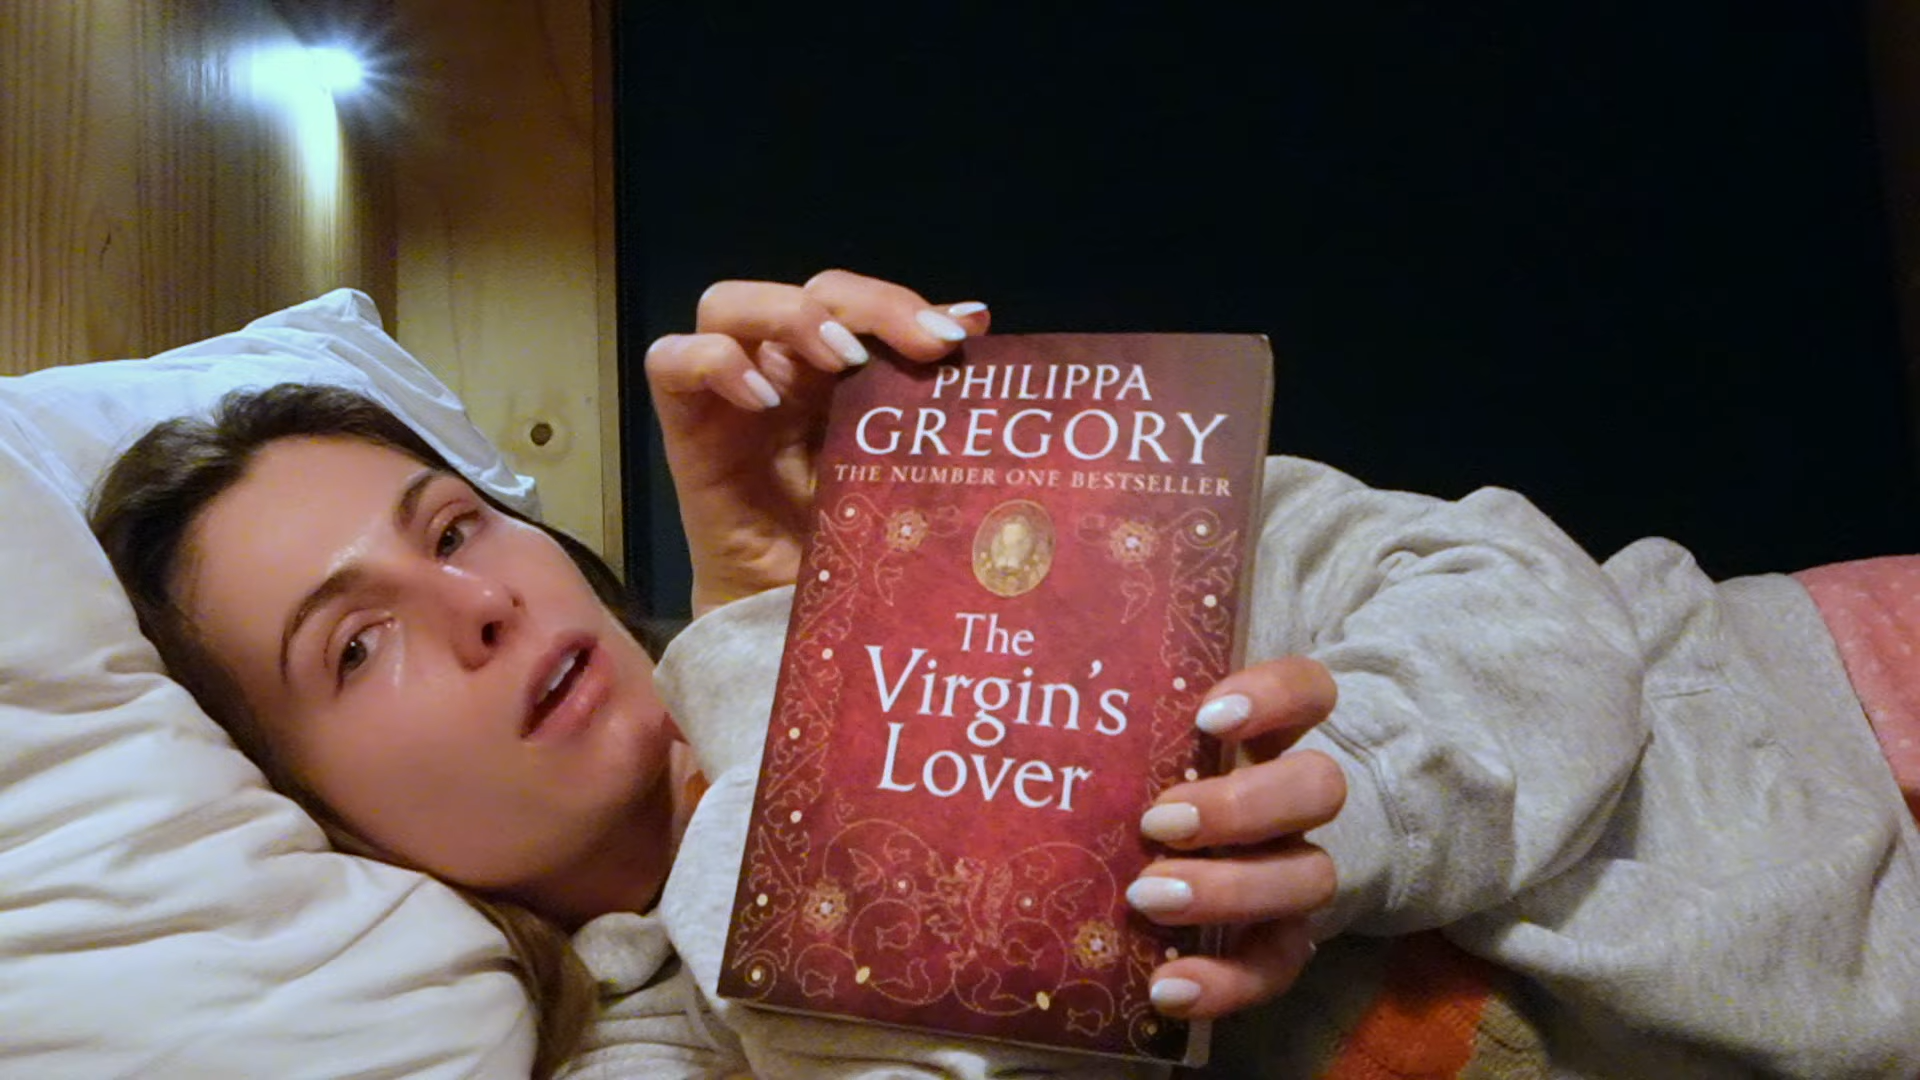 PHILIPPA
GREGORY
THE NUMBER ONE BESTSELLER
The
Virgin's
Lover